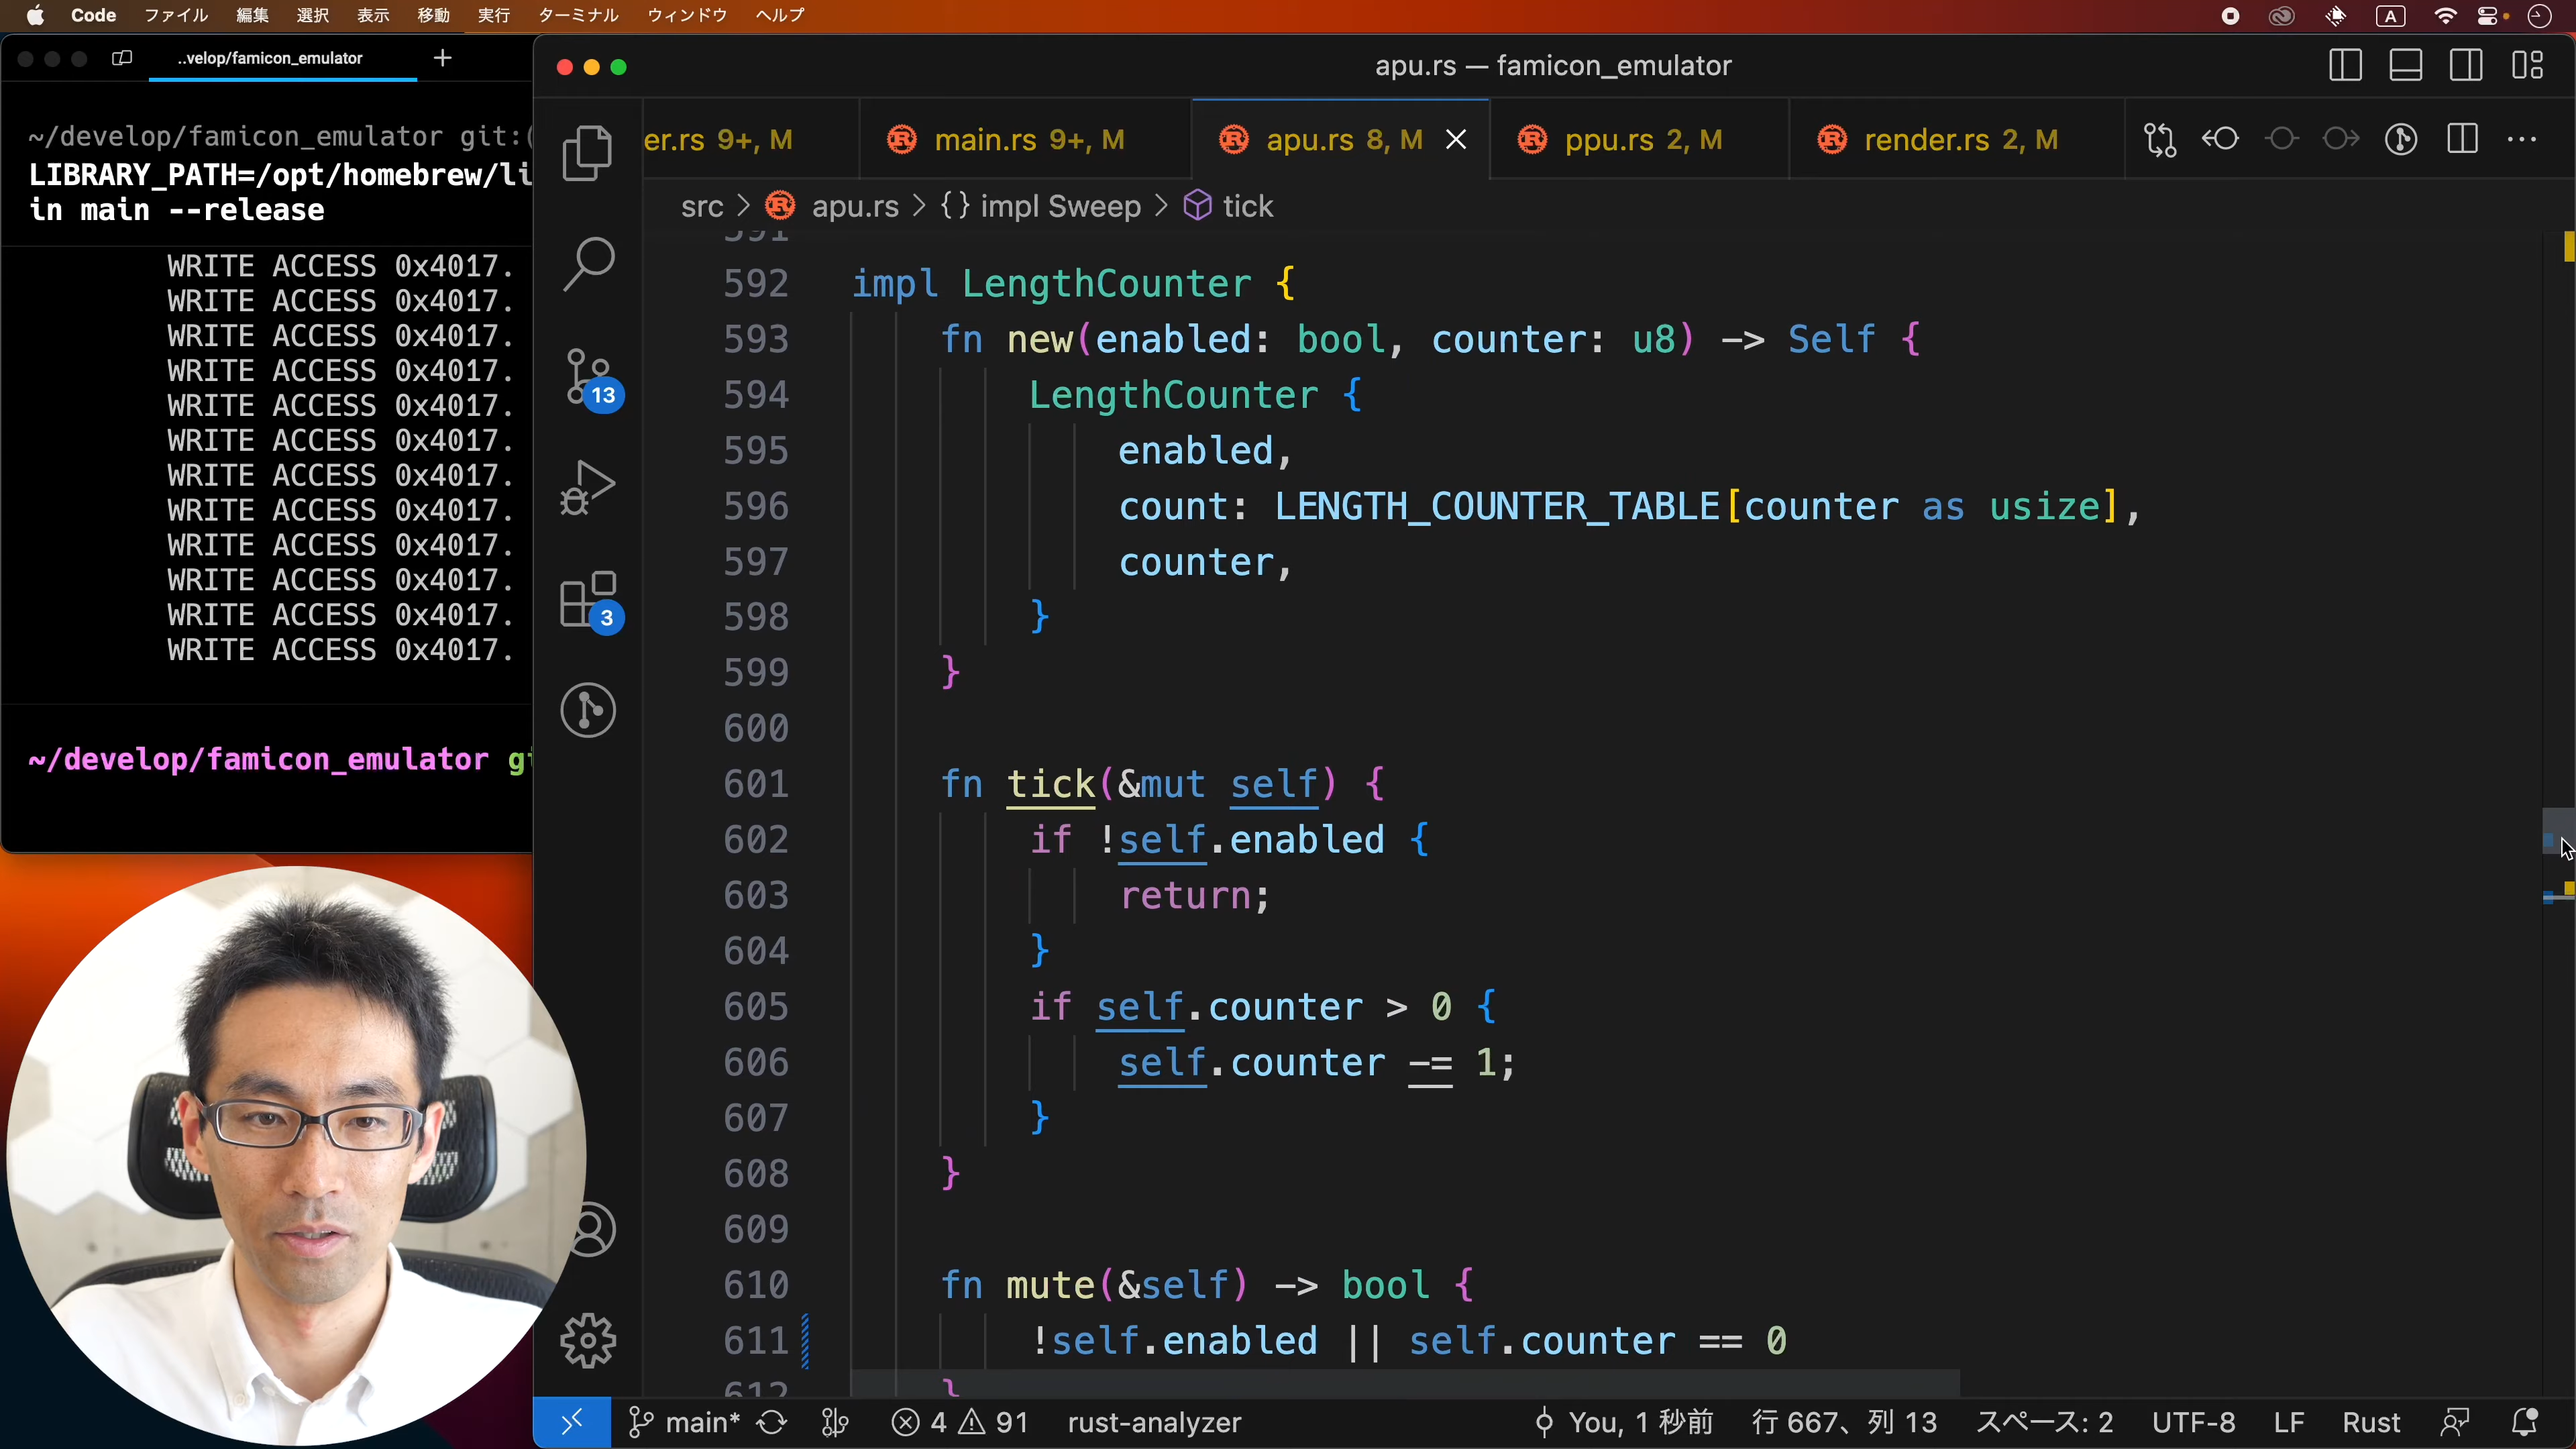 Code ファイル 編集 選択 表示 移動 実行 ターミナル ウィンドウ ヘルプ
A
..velop/famicon_emulator
~/develop/famicon_emulator git:(
LIBRARY_PATH=/opt/homebrew/li
in main --release
WRITE ACCESS 0x4017.
WRITE ACCESS 0x4017.
WRITE ACCESS 0x4017.
WRITE ACCESS 0x4017.
WRITE ACCESS 0x4017.
WRITE ACCESS 0x4017.
WRITE ACCESS 0x4017.
WRITE ACCESS 0x4017.
WRITE ACCESS 0x4017.
WRITE ACCESS 0x4017.
WRITE ACCESS 0x4017.
WRITE ACCESS 0x4017.
~/develop/famicon_emulator
apu.rs — famicon_emulator
er.rs 9+, M
main.rs 9+, M
apu.rs 8, M
ppu.rs 2, M
render.rs 2, M
src > apu.rs > {} impl Sweep > tick
13
3
591
592 impl LengthCounter {
593 fn new(enabled: bool, counter: u8) -> Self {
594 LengthCounter {
595 enabled,
596 count: LENGTH_COUNTER_TABLE[counter as usize],
597 counter,
598 }
599 }
600
601 fn tick(&mut self) {
602 if !self.enabled {
603 return;
604 }
605 if self.counter > 0 {
606 self.counter -= 1;
607 }
608 }
609
610 fn mute(&self) -> bool {
611 !self.enabled || self.counter == 0
612 }
main* 4 91 rust-analyzer You, 1 秒前 行 667、列 13 スペース: 2 UTF-8 LF Rust